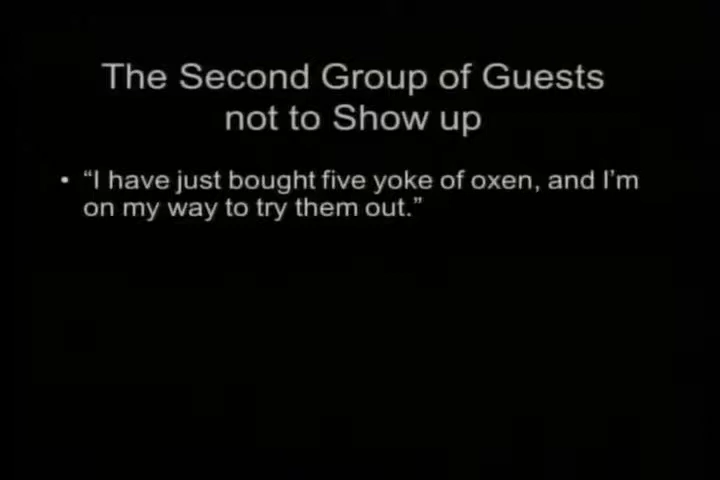 The Second Group of Guests
not to Show up
• “I have just bought five yoke of oxen, and I’m
on my way to try them out.”